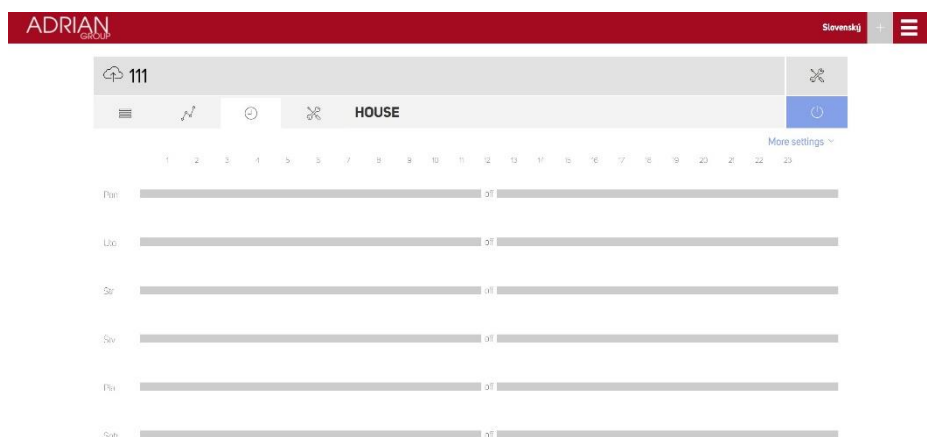 ADRIAN
GROUP
Slovenský +
111
HOUSE
More settings
1 2 3 4 5 6 7 8 9 10 11 12 13 14 15 16 17 18 19 20 21 22 23
Pon off
Uto off
Str off
off
off
Sob off